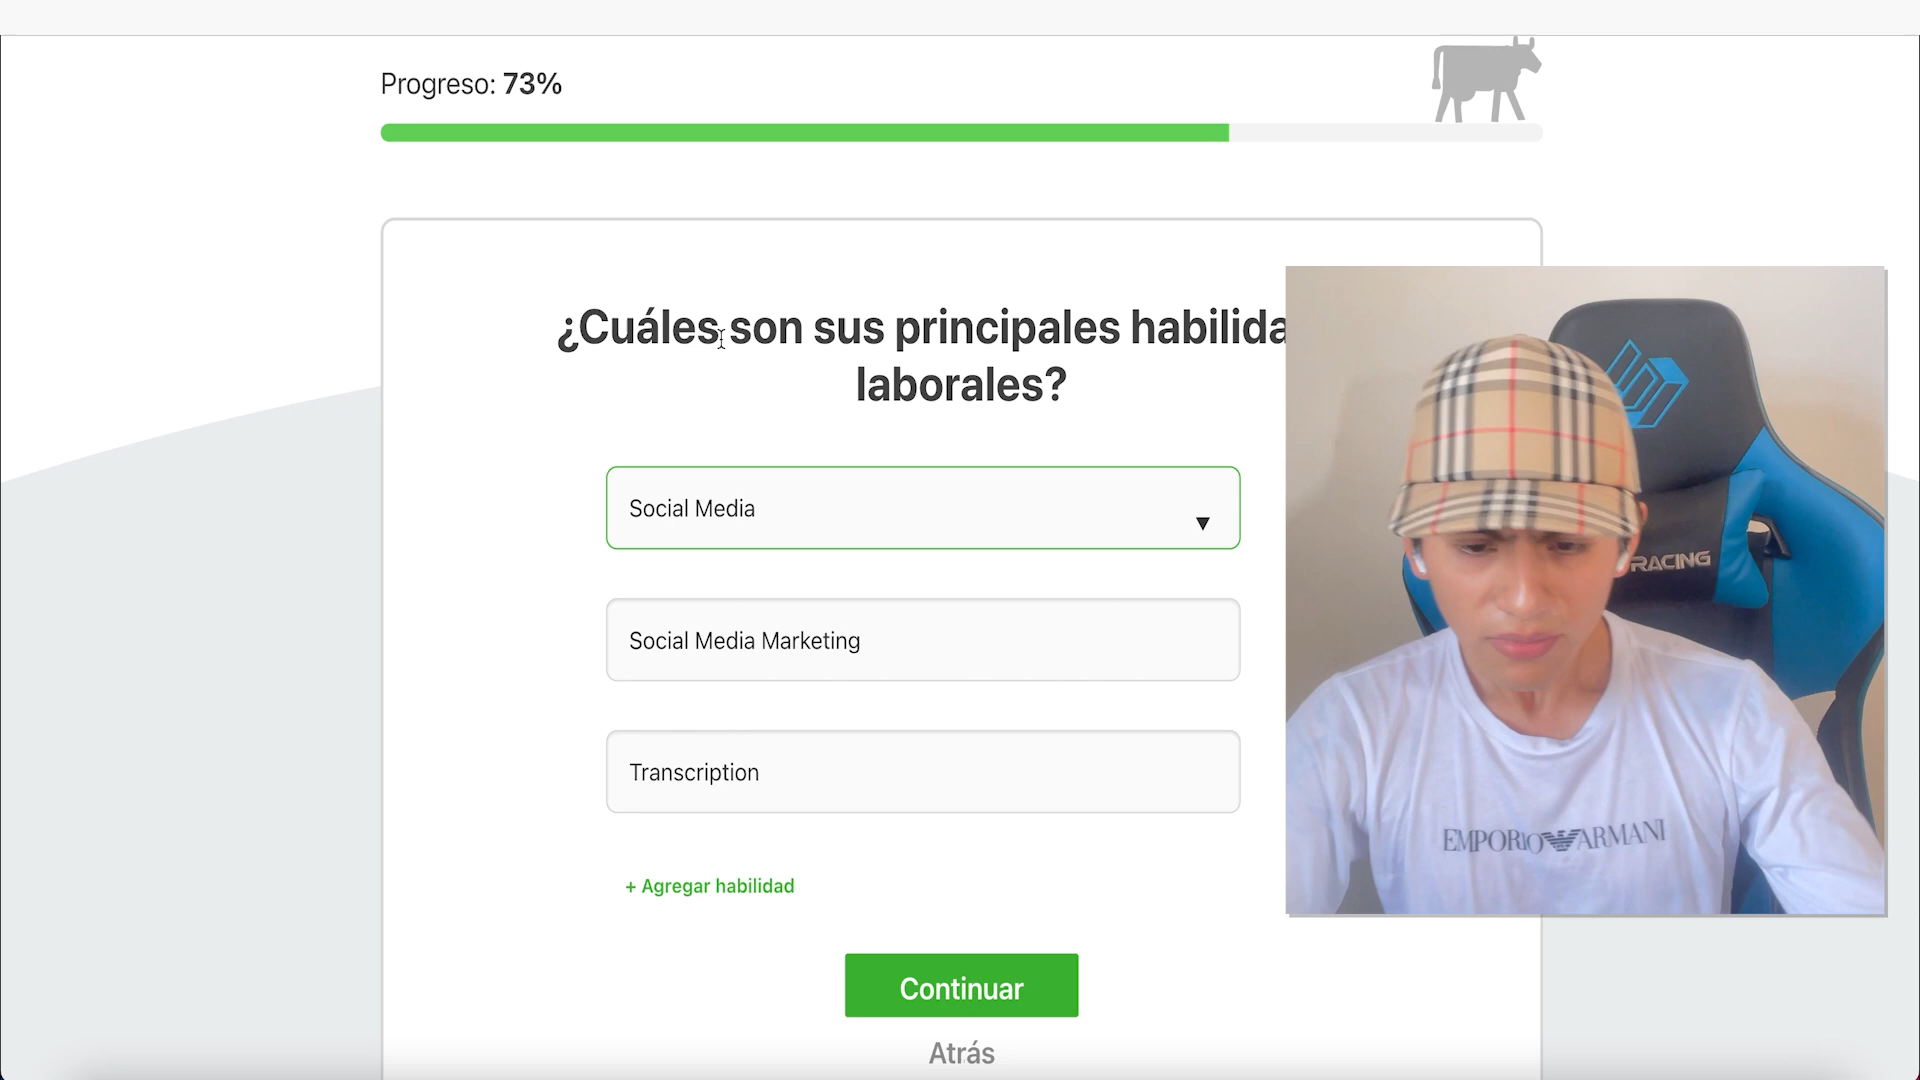 Progreso: 73%
¿Cuáles son sus principales habilida
laborales?
Social Media
▼
Social Media Marketing
Transcription
+ Agregar habilidad
Continuar
Atrás
RACING
EMPORIO ARMANI